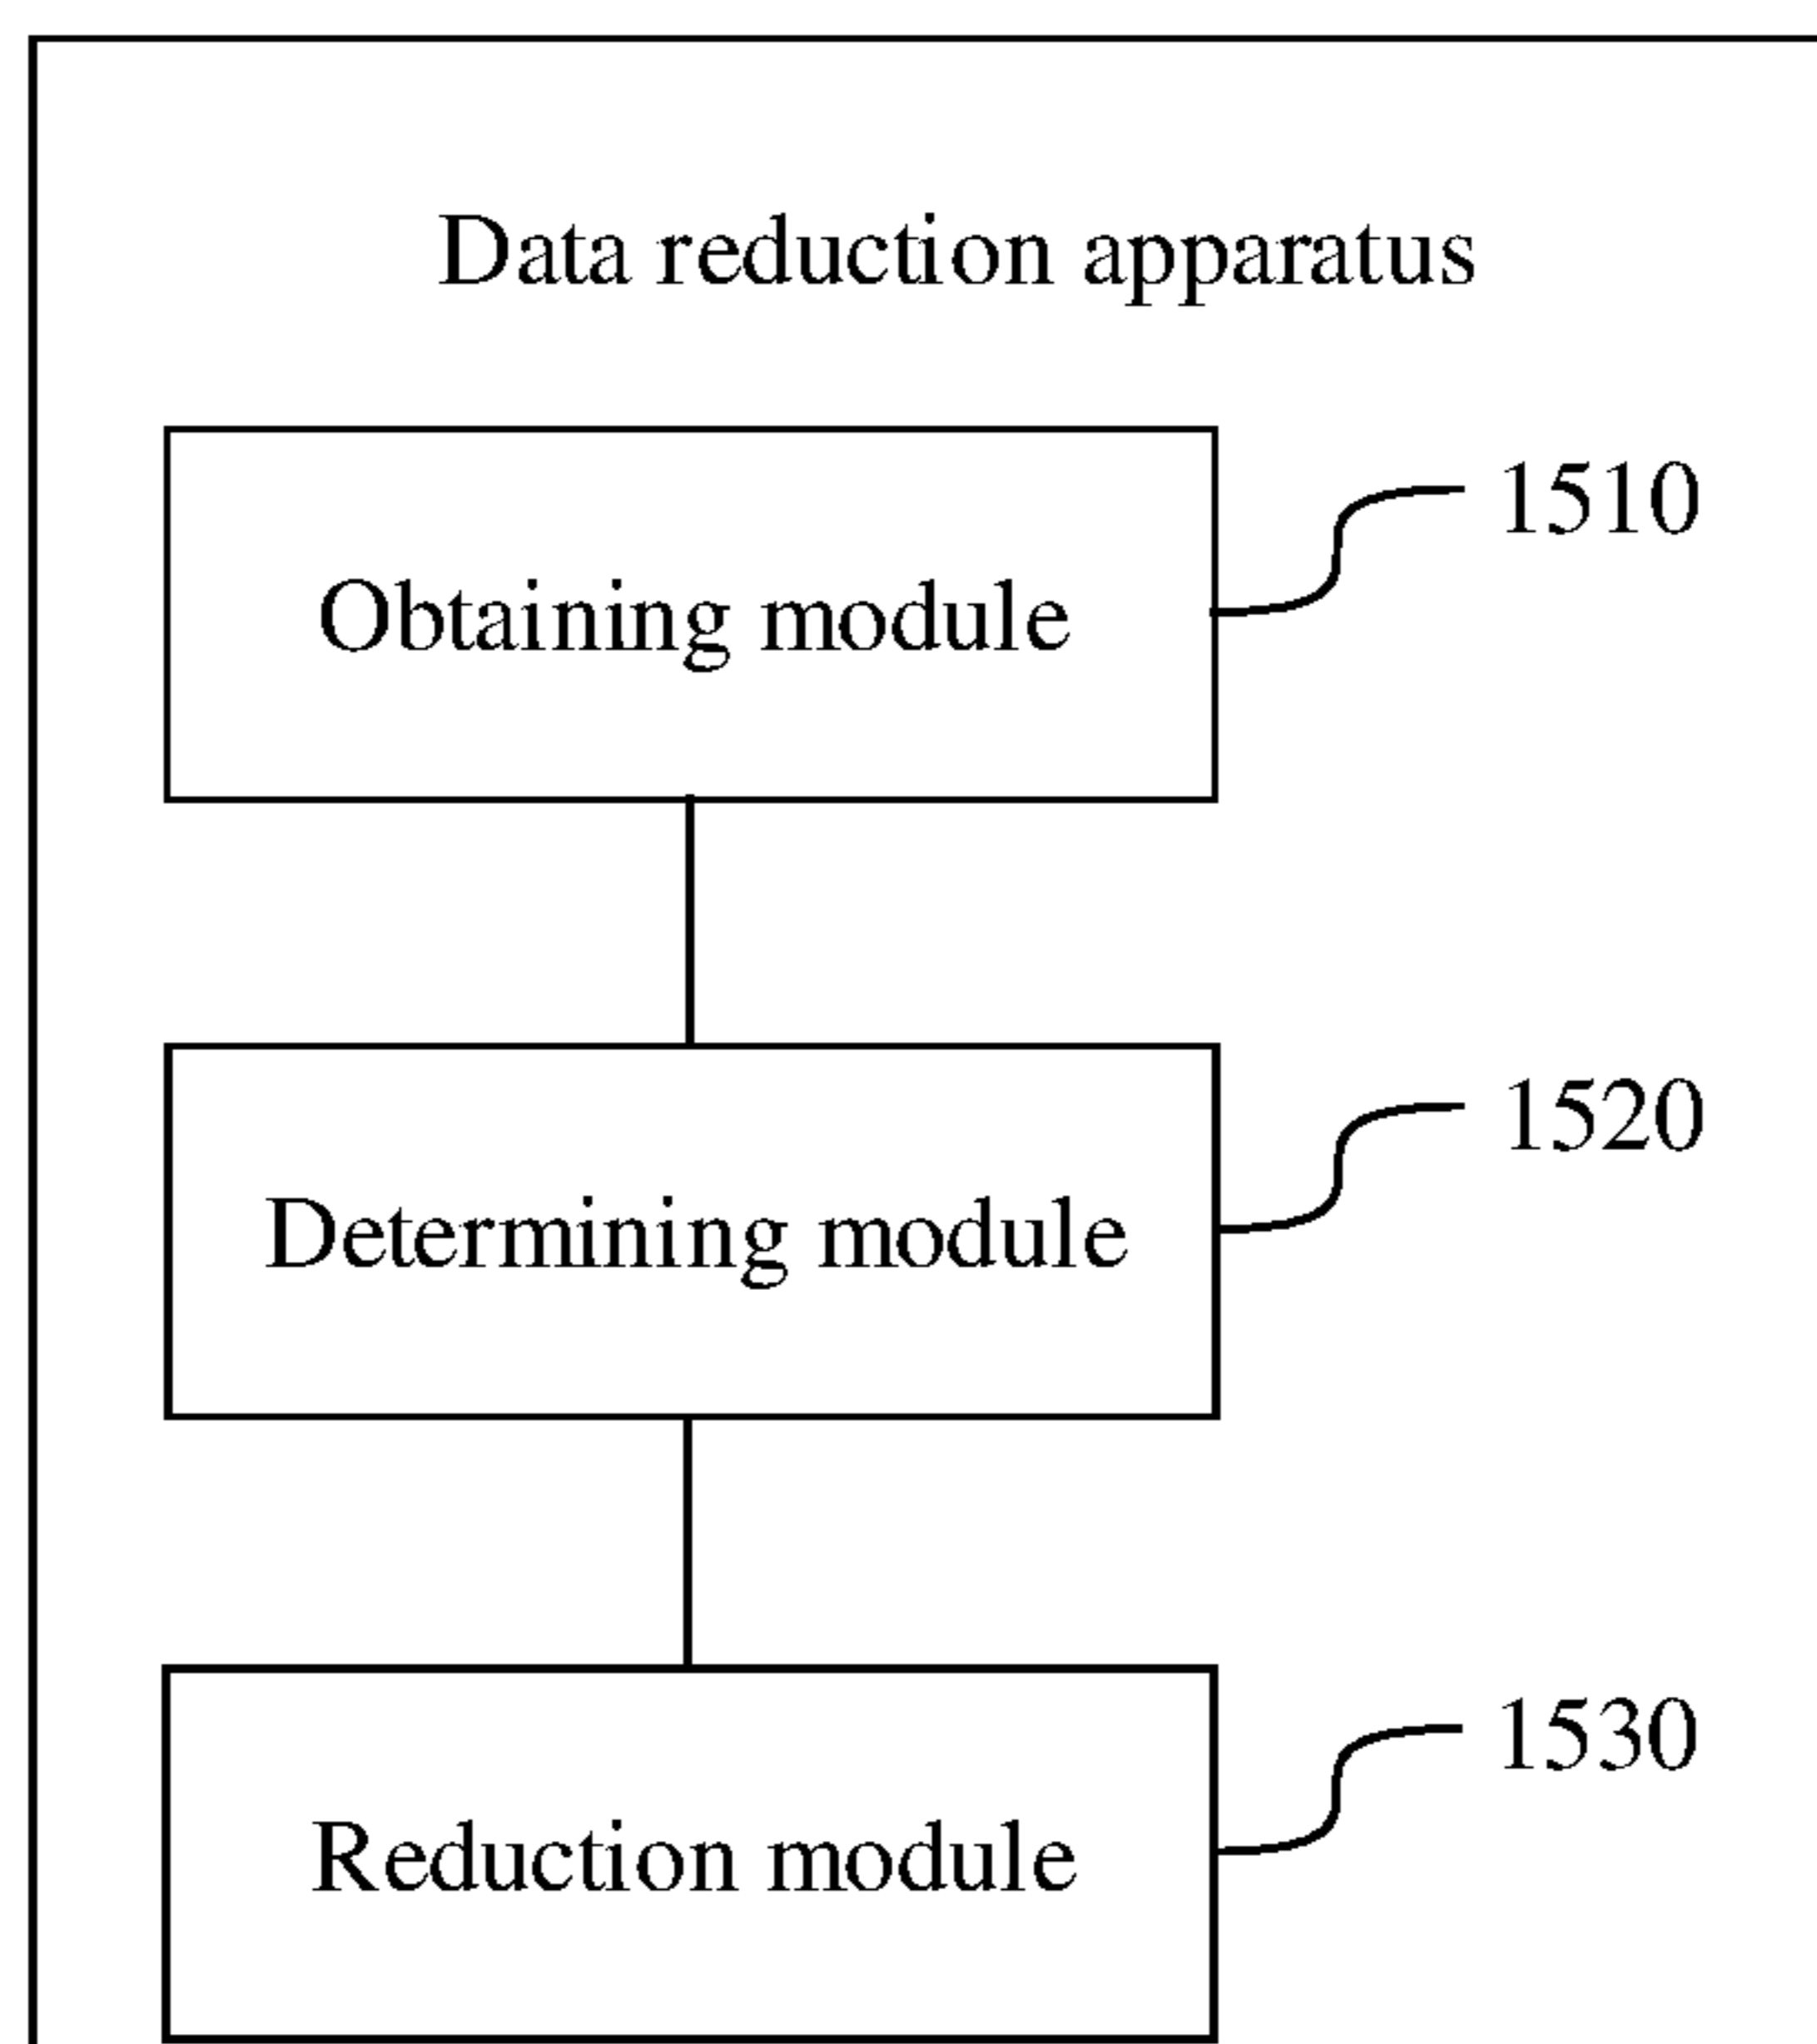 Data reduction apparatus
1510
Obtaining module
1520
Determining module
1530
Reduction module